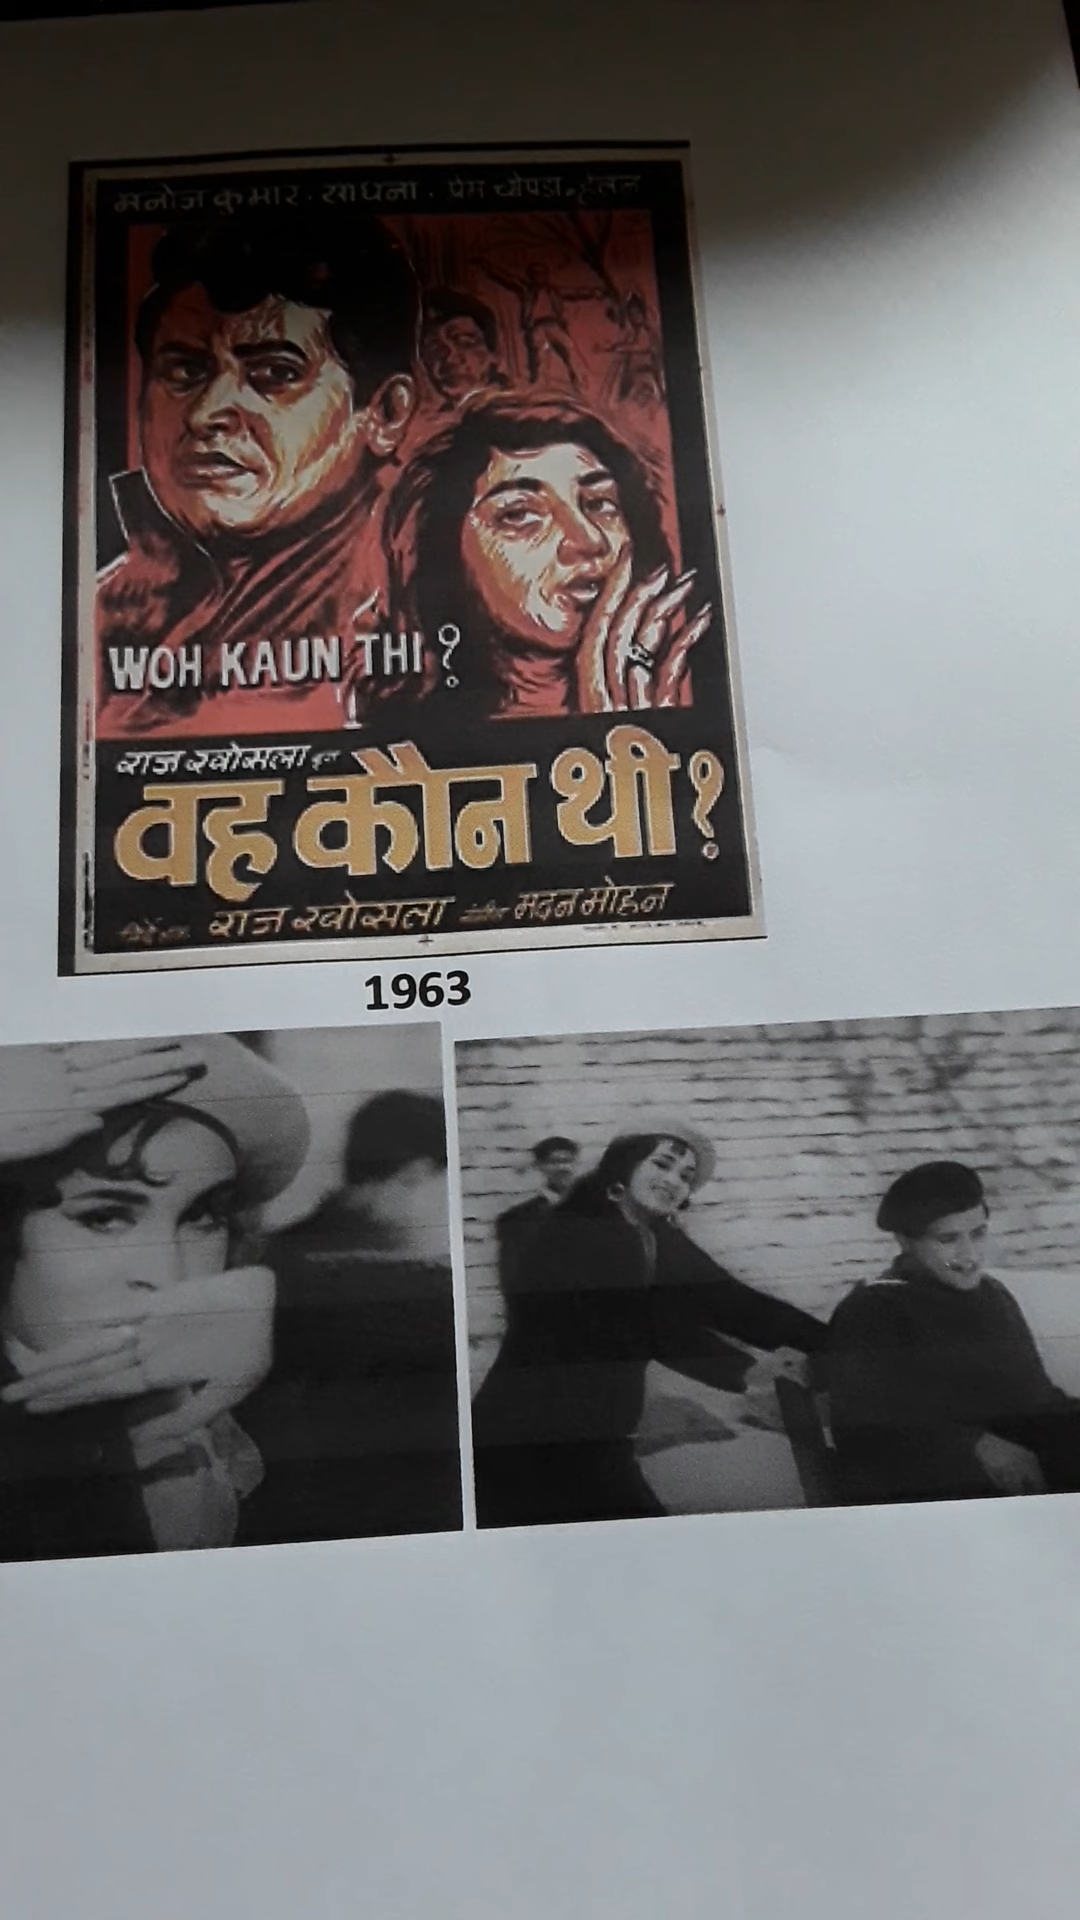 मनोज कुमार · साधना · प्रेम चोपड़ा · हेलन
WOH KAUN THI ?
राज खोसला कृत
वह कौन थी ?
राज खोसला संगीत मदन मोहन
1963